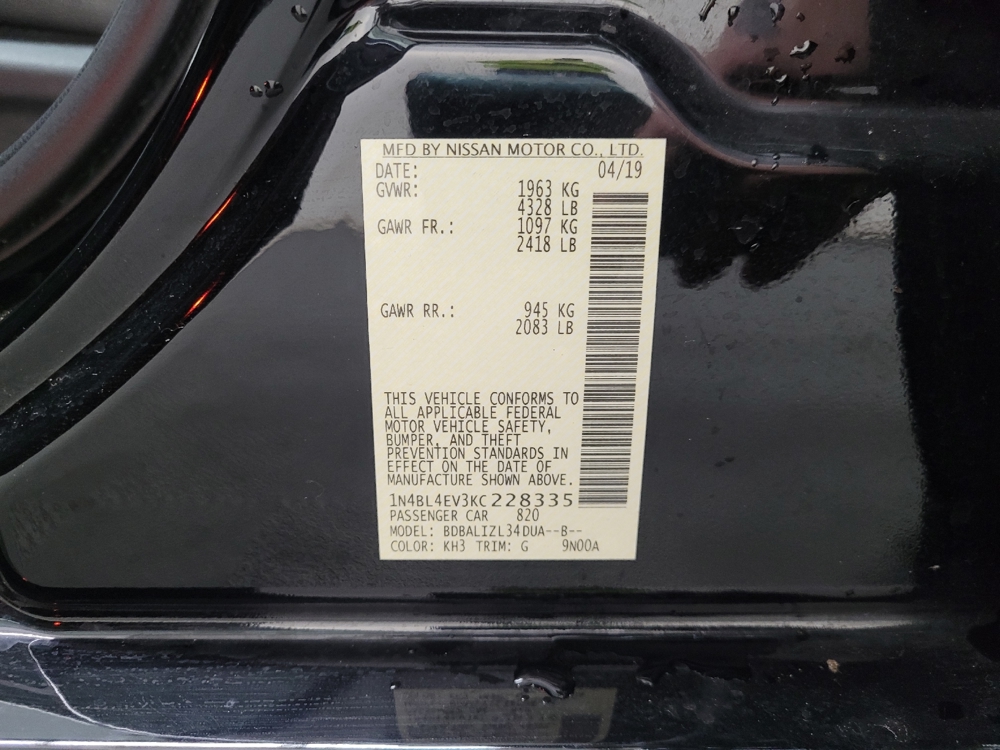 MFD BY NISSAN MOTOR CO., LTD.
DATE: 04/19
GVWR: 1963 KG
4328 LB
GAWR FR.: 1097 KG
2418 LB
GAWR RR.: 945 KG
2083 LB
THIS VEHICLE CONFORMS TO
ALL APPLICABLE FEDERAL
MOTOR VEHICLE SAFETY,
BUMPER, AND THEFT
PREVENTION STANDARDS IN
EFFECT ON THE DATE OF
MANUFACTURE SHOWN ABOVE.
1N4BL4EV3KC228335
PASSENGER CAR 820
MODEL: BDBALIZL34DUA--B--
COLOR: KH3 TRIM: G 9N00A